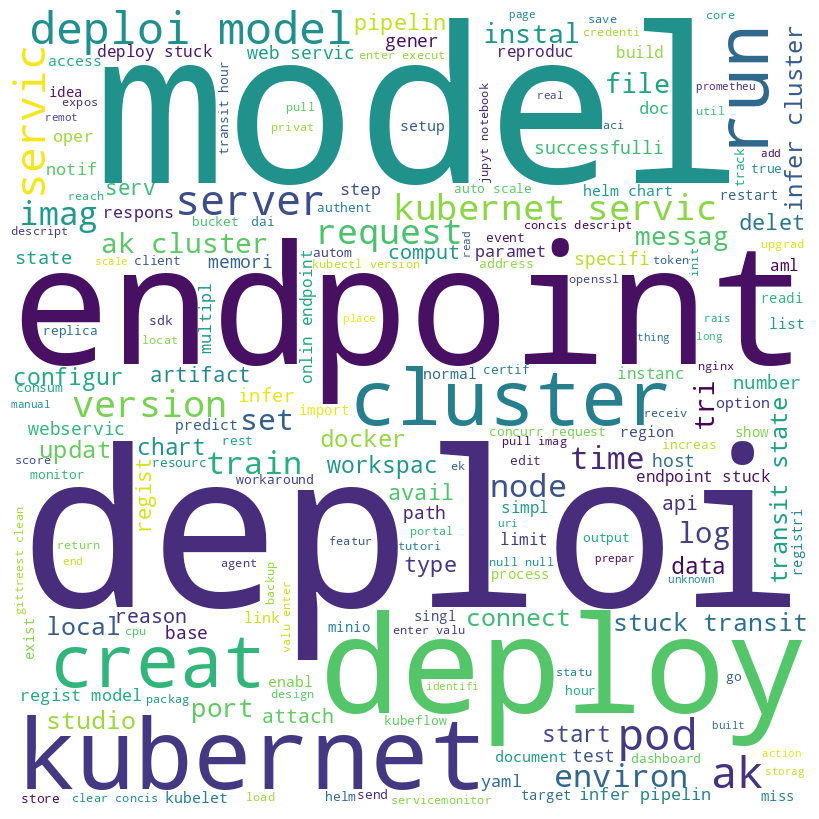 deploi model
pipelin
instal
page
save
core
credenti
access
deploy stuck
web servic
gener
enter execut
reproduc
build
run
servic
model
idea
expos
remot
transit hour
pull
privat
setup
jupyt notebook
real
aci
file
doc
util
prometheu
infer cluster
oper
notif
successfulli
track
add
true
reach
serv
server
step
auto scale
helm chart
restart
imag
respons
bucket
dai
authent
kubernet servic
concis descript
delet
descript
ak cluster
request
event
read
messag
state
scale
client
memori
autom
comput
paramet
specifi
upgrad
kubectl version
address
token
init
aml
endpoint
openssl
readi
replica
sdk
multipl
onlin endpoint
place
thing
rais
long
list
locat
configur
artifact
normal
certif
instanc
nginx
number
consum
manual
version
infer
import
cluster
tri
option
set
predict
receiv
webservic
rest
docker
concurr request
region
increas
show
updat
chart
pull imag
edit
time
host
transit state
score
monitor
resourc
train
workaround
workspac
ek
node
endpoint stuck
regist
avail
simpl
api
registri
path
limit
log
gittreest clean
return
end
deploi
featur
portal
uri
output
tutori
null null
prepar
type
process
data
unknown
agent
backup
valu enter
exist
reason
link
singl
connect
stuck transit
local
cpu
base
minio
enter valu
creat
deploy
enabl
design
identifi
statu
hour
go
regist model
packag
port
studio
attach
kubeflow
start
pod
built
kubernet
document
test
dashboard
action
environ
ak
storag
yaml
store
clear concis
kubelet
load
helm
send
servicemonitor
target
infer pipelin
miss